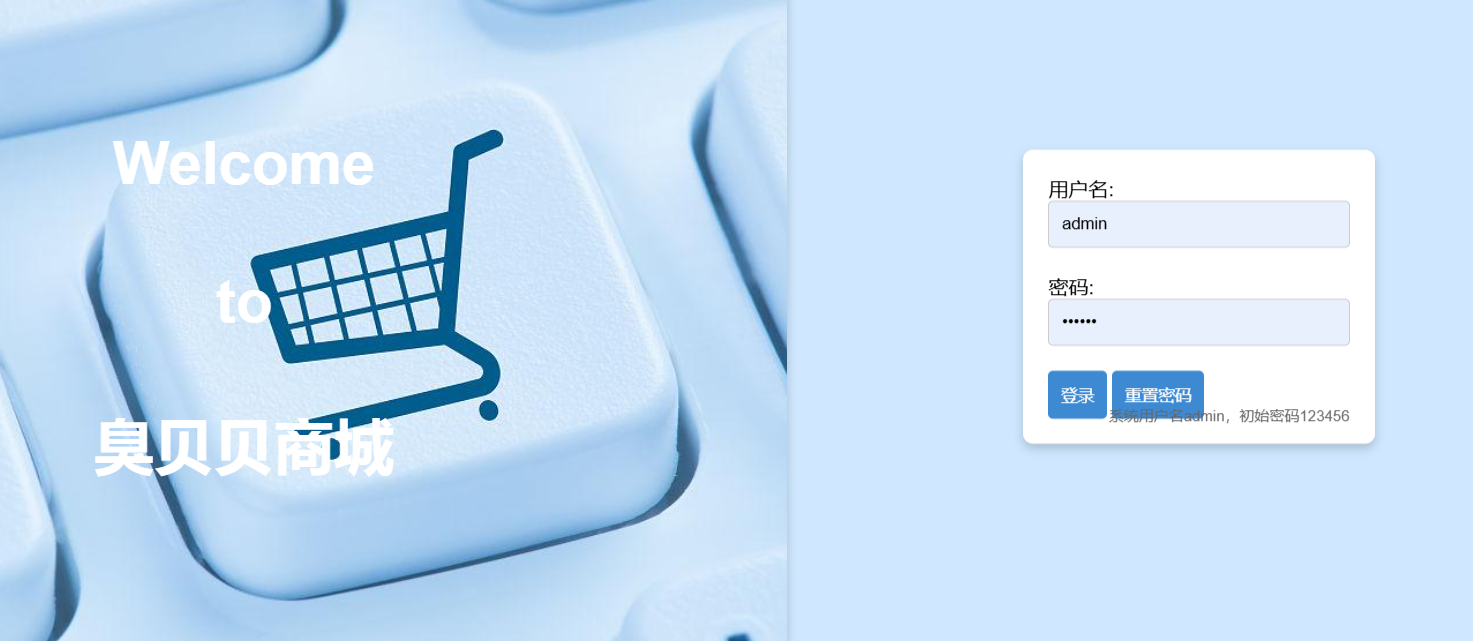 Welcome
to
臭贝贝商城
用户名:
admin
密码:
••••••
登录 重置密码
系统用户名admin，初始密码123456